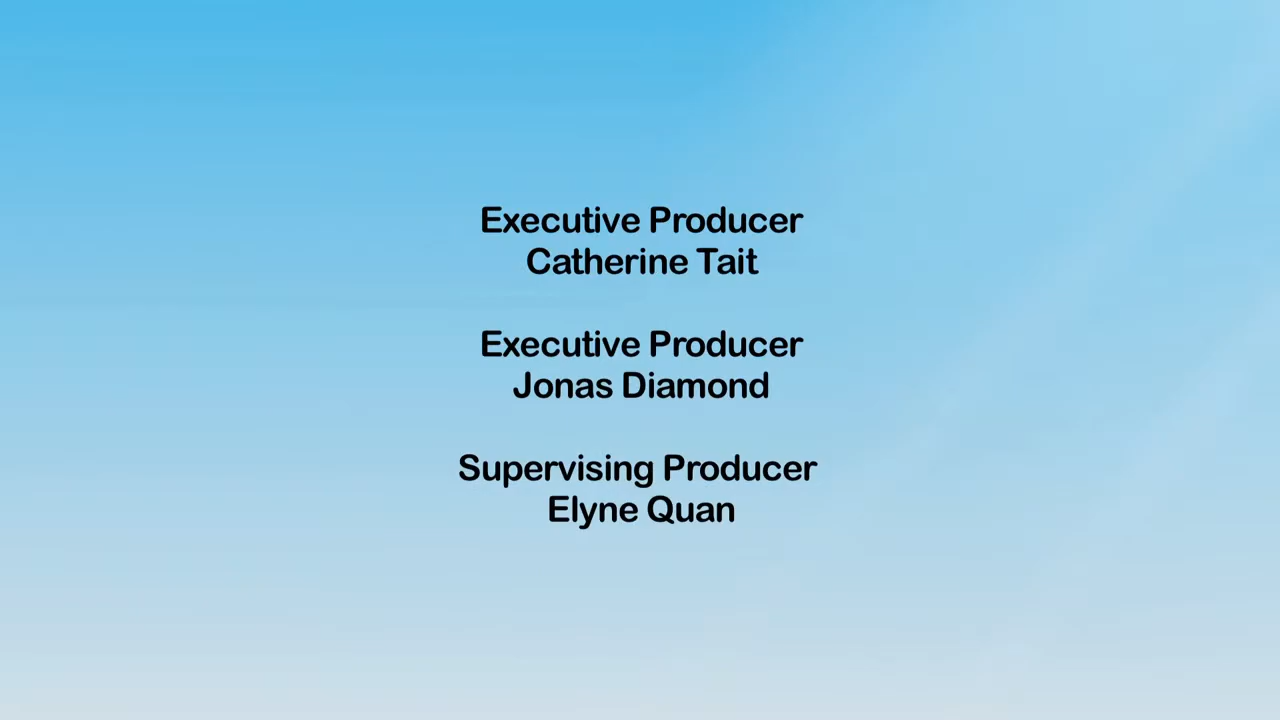 Executive Producer
Catherine Tait
Executive Producer
Jonas Diamond
Supervising Producer
Elyne Quan